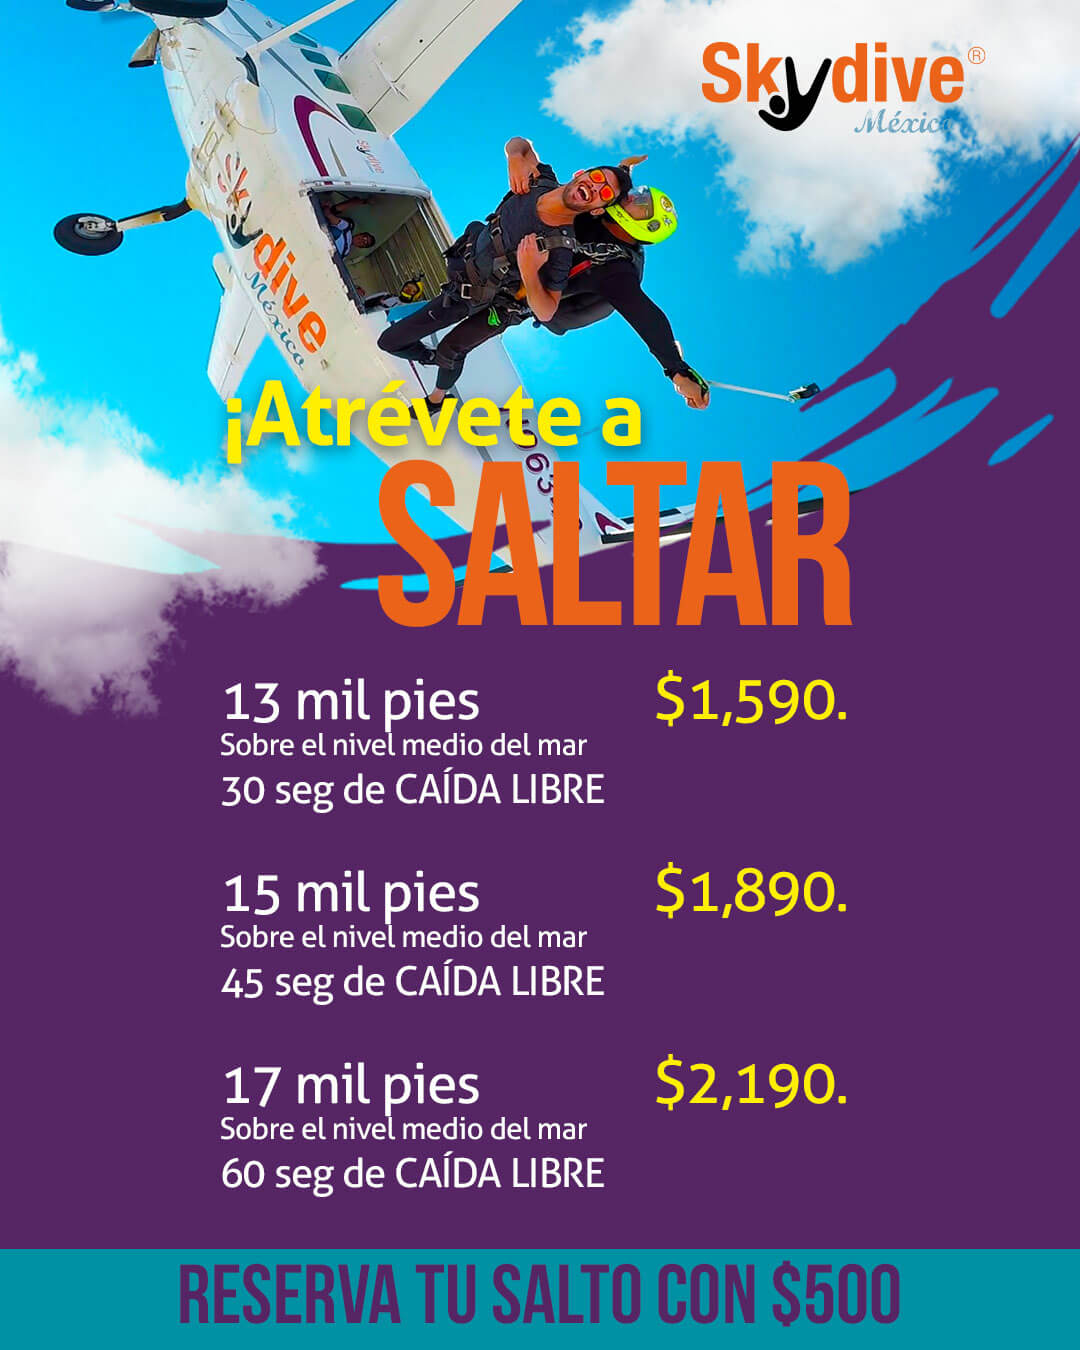 Skydive®
México
Skydive
Skydive
México
¡Atrévete a
SALTAR
13 mil pies
$1,590.
Sobre el nivel medio del mar
30 seg de CAÍDA LIBRE
15 mil pies
$1,890.
Sobre el nivel medio del mar
45 seg de CAÍDA LIBRE
17 mil pies
$2,190.
Sobre el nivel medio del mar
60 seg de CAÍDA LIBRE
RESERVA TU SALTO CON $500